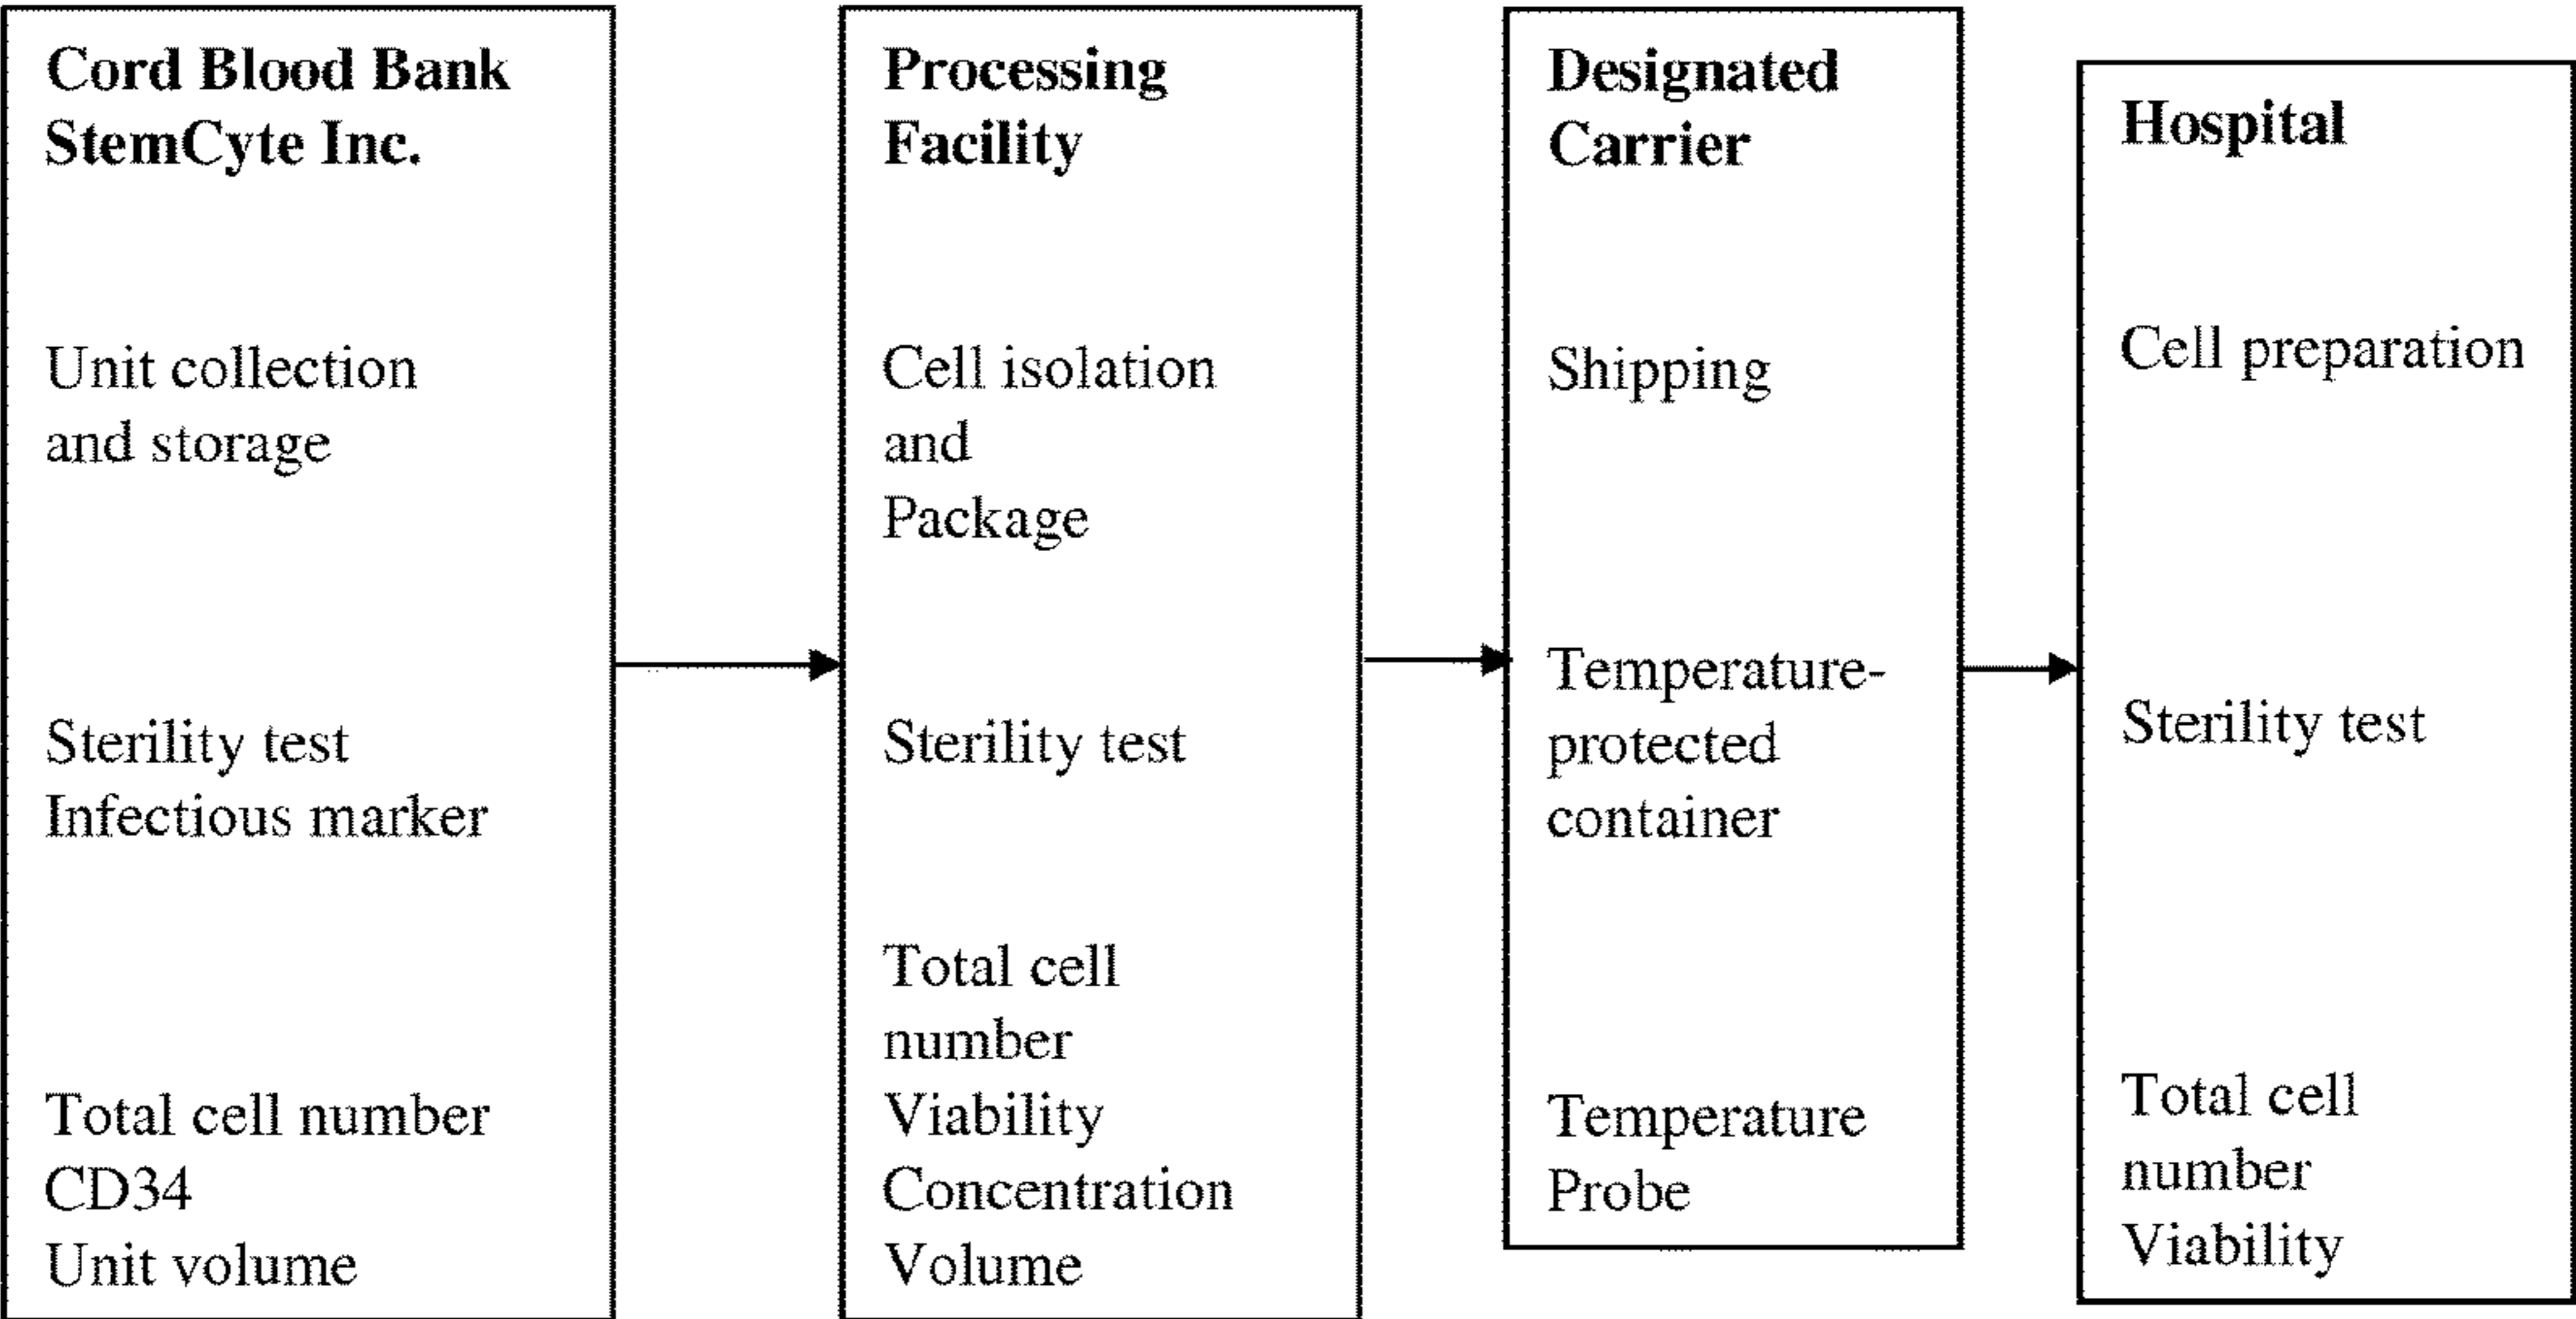 Cord Blood Bank
StemCyte Inc.
Unit collection
and storage
Sterility test
Infectious marker
Total cell number
CD34
Unit volume
Processing
Facility
Cell isolation
and
Package
Sterility test
Total cell
number
Viability
Concentration
Volume
Designated
Carrier
Shipping
Temperature-
protected
container
Temperature
Probe
Hospital
Cell preparation
Sterility test
Total cell
number
Viability